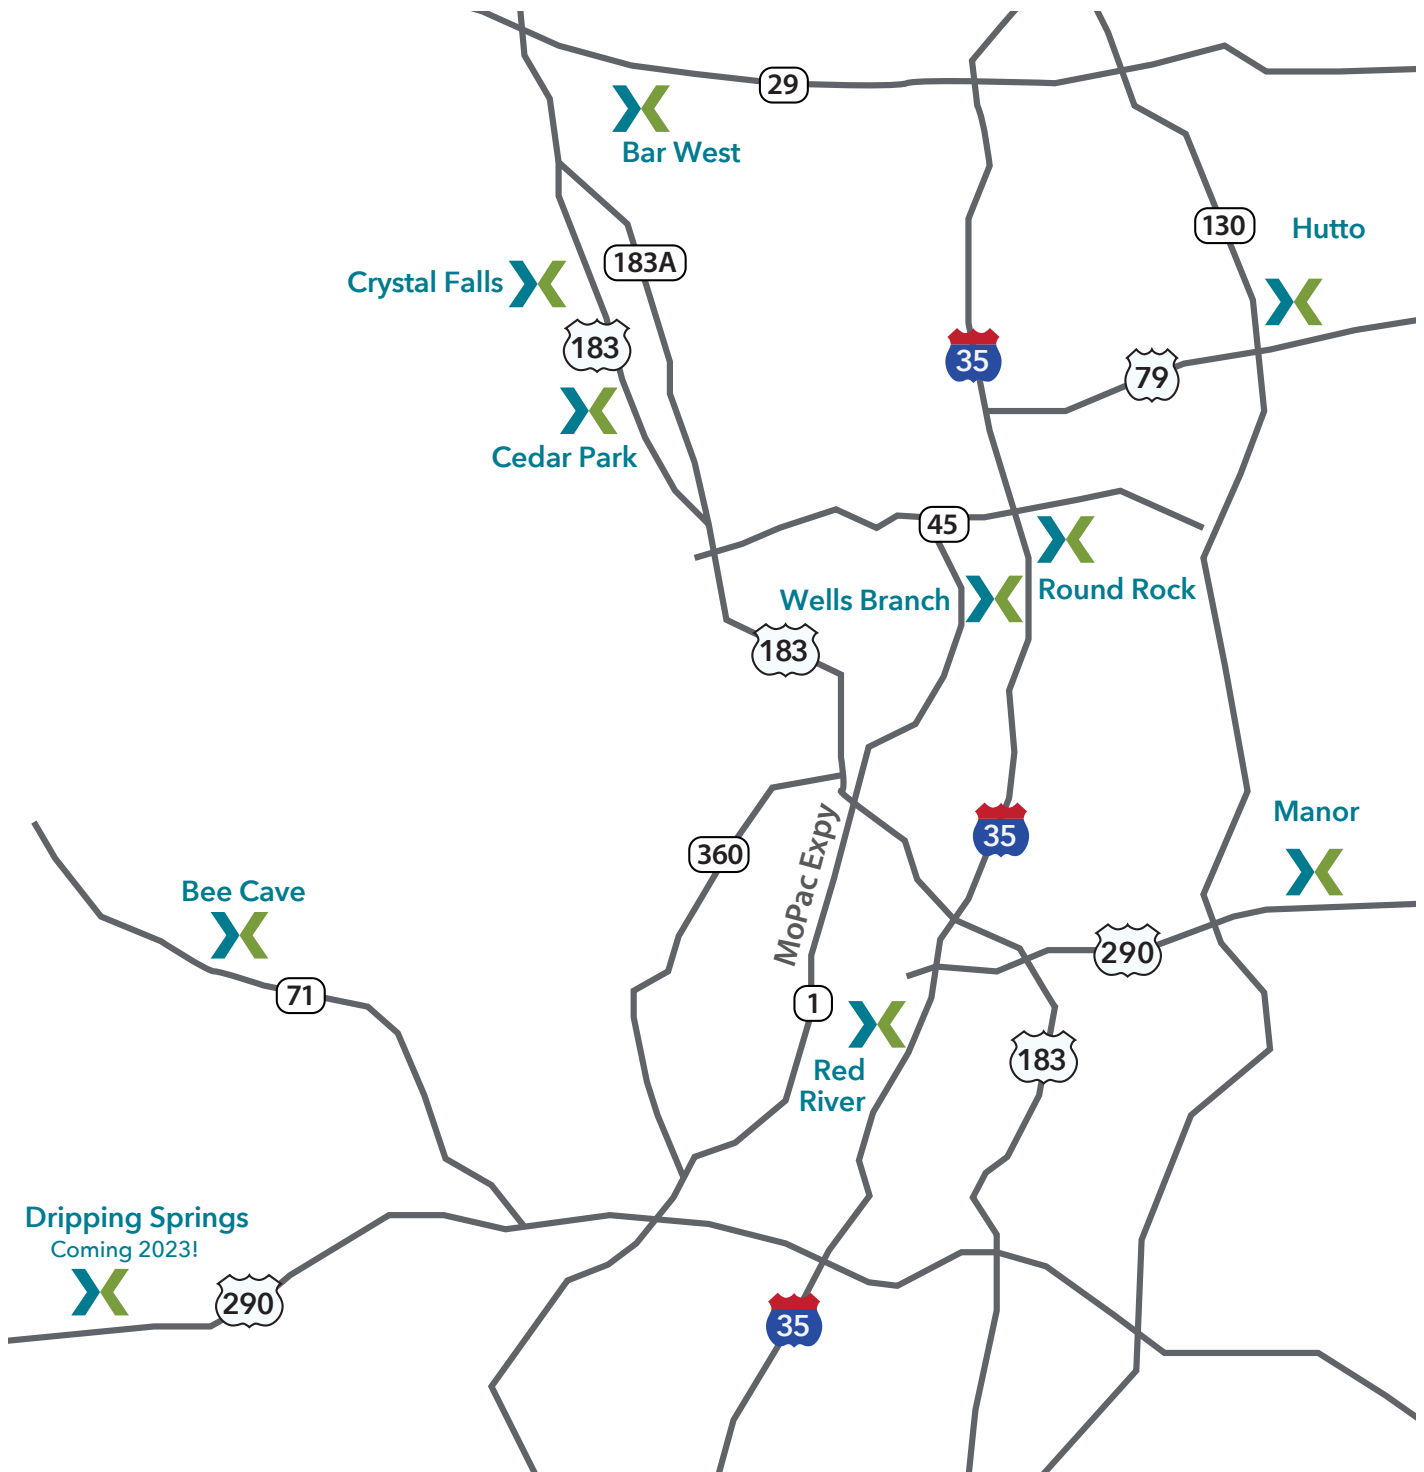 29
Bar West
130
Hutto
183A
Crystal Falls
183
35
79
Cedar Park
45
Wells Branch
Round Rock
183
MoPac Expy
35
Manor
360
Bee Cave
290
71
1
183
Red
River
Dripping Springs
Coming 2023!
290
35